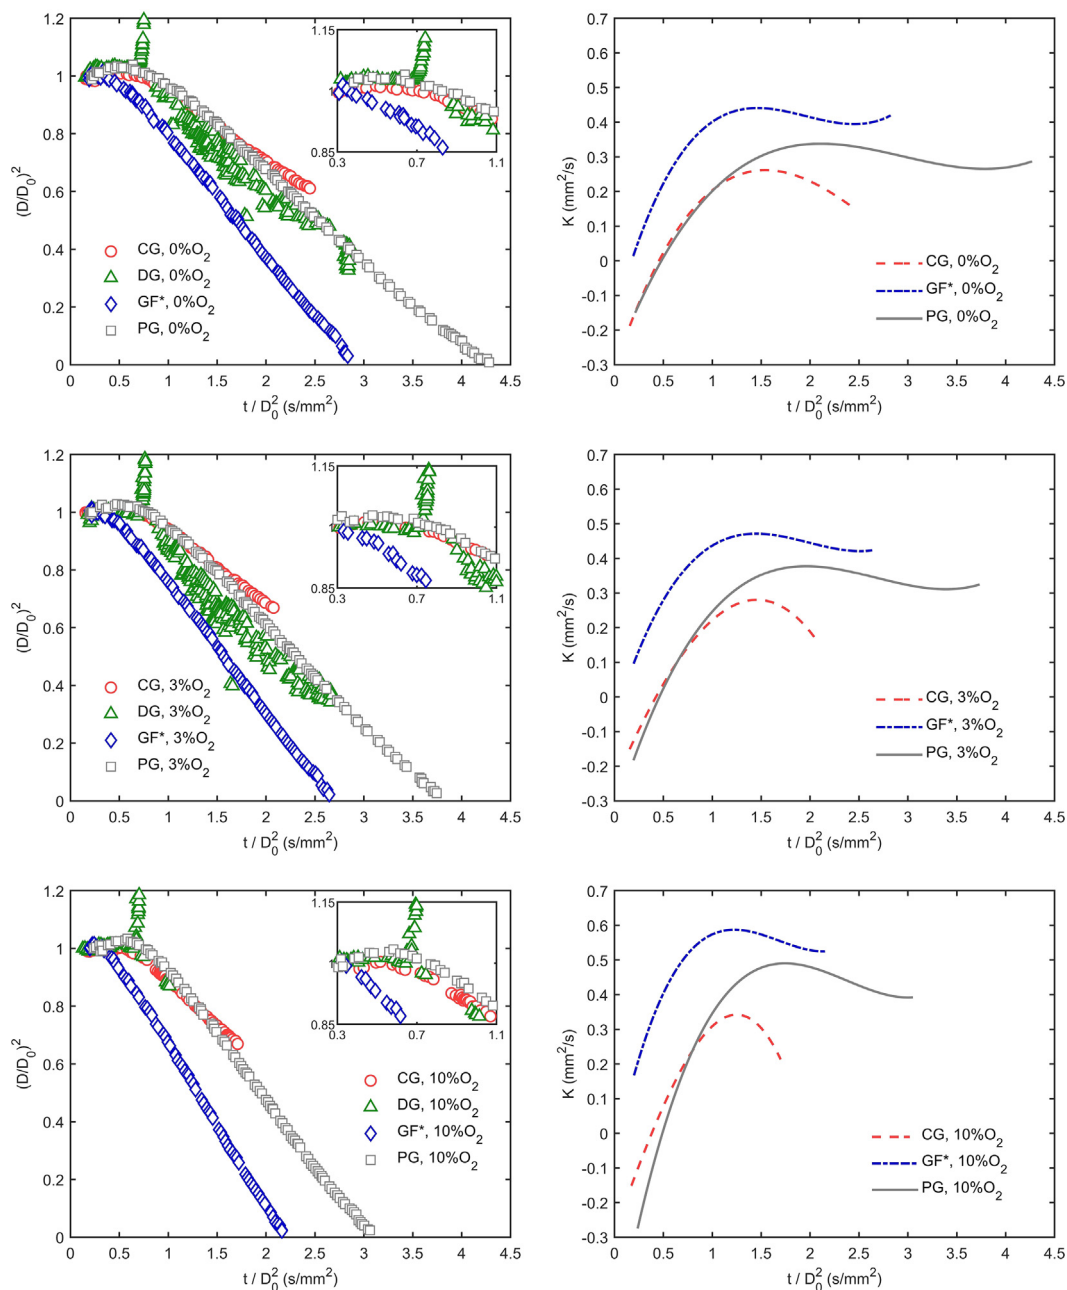 1.2
1
0.8
0.6
0.4
0.2
0
(D/D₀)²
0 0.5 1 1.5 2 2.5 3 3.5 4 4.5
t / D₀² (s/mm²)
CG, 0%O₂
DG, 0%O₂
GF*, 0%O₂
PG, 0%O₂
1.15
1
0.85
0.3 0.7 1.1
0.7
0.6
0.5
0.4
0.3
0.2
0.1
0
-0.1
-0.2
-0.3
K (mm²/s)
0 0.5 1 1.5 2 2.5 3 3.5 4 4.5
t / D₀² (s/mm²)
CG, 0%O₂
GF*, 0%O₂
PG, 0%O₂
1.2
1
0.8
0.6
0.4
0.2
0
(D/D₀)²
0 0.5 1 1.5 2 2.5 3 3.5 4 4.5
t / D₀² (s/mm²)
CG, 3%O₂
DG, 3%O₂
GF*, 3%O₂
PG, 3%O₂
1.15
1
0.85
0.3 0.7 1.1
0.7
0.6
0.5
0.4
0.3
0.2
0.1
0
-0.1
-0.2
-0.3
K (mm²/s)
0 0.5 1 1.5 2 2.5 3 3.5 4 4.5
t / D₀² (s/mm²)
CG, 3%O₂
GF*, 3%O₂
PG, 3%O₂
1.2
1
0.8
0.6
0.4
0.2
0
(D/D₀)²
0 0.5 1 1.5 2 2.5 3 3.5 4 4.5
t / D₀² (s/mm²)
CG, 10%O₂
DG, 10%O₂
GF*, 10%O₂
PG, 10%O₂
1.15
1
0.85
0.3 0.7 1.1
0.7
0.6
0.5
0.4
0.3
0.2
0.1
0
-0.1
-0.2
-0.3
K (mm²/s)
0 0.5 1 1.5 2 2.5 3 3.5 4 4.5
t / D₀² (s/mm²)
CG, 10%O₂
GF*, 10%O₂
PG, 10%O₂